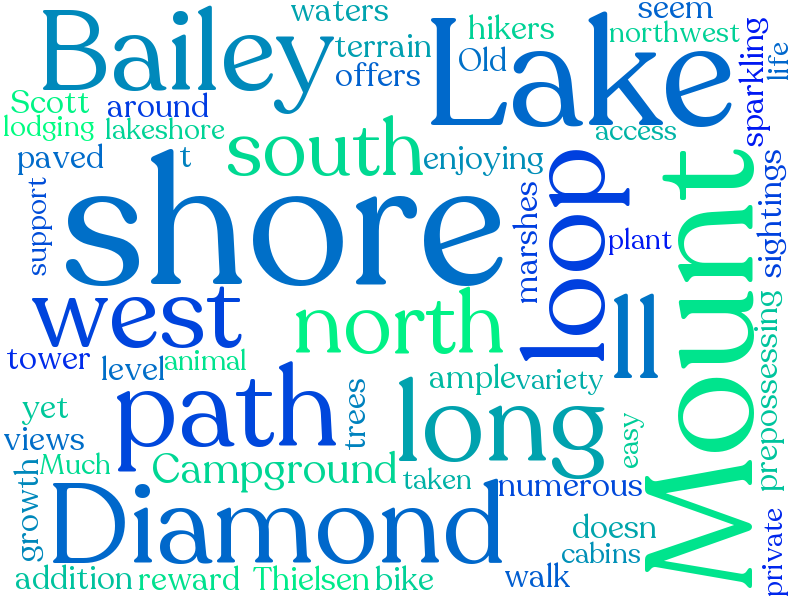 waters
seem
Bailey
Lake
hikers
northwest
terrain
Old
offers
sparkling
life
Scott
around
lodging
lakeshore
access
south
paved
t
enjoying
loop
Mount
sightings
support
shore
marshes
plant
west
north
ll
prepossessing
tower
level
animal
path
trees
ample
variety
long
yet
easy
views
Much
Campground
taken
numerous
growth
Diamond
private
doesn
cabins
addition
reward
Thielsen
bike
walk